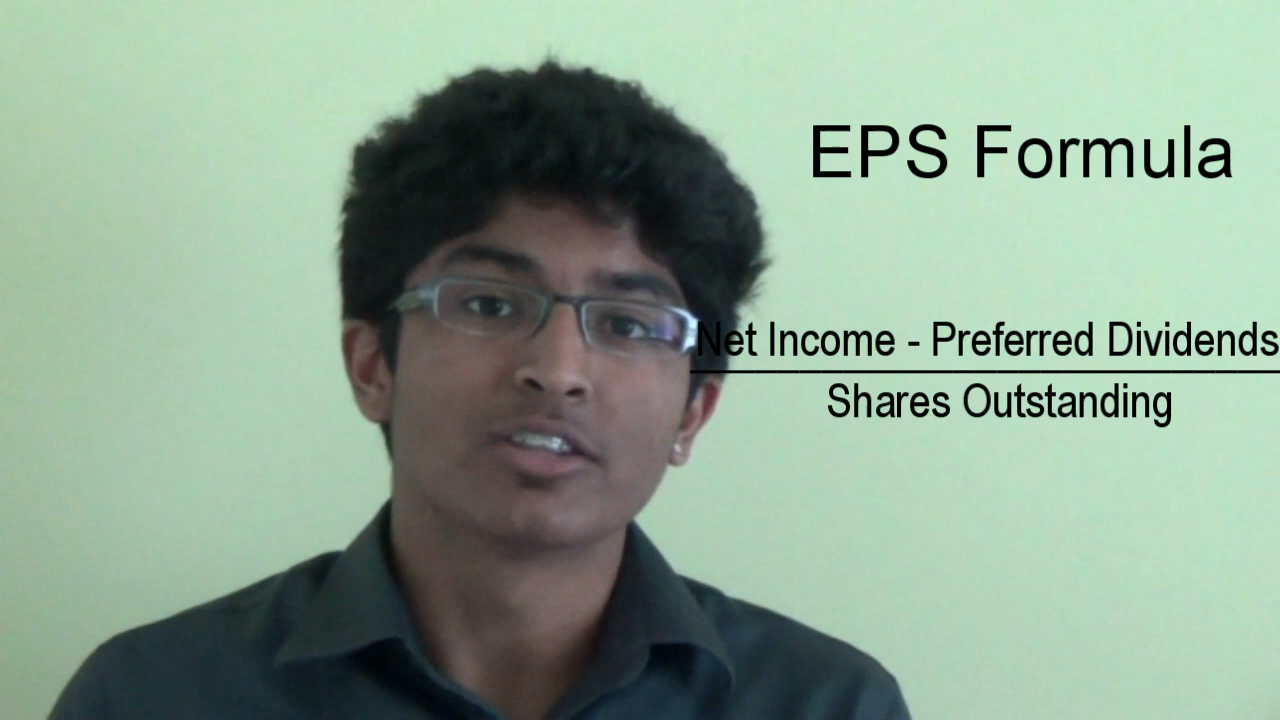 EPS Formula
Net Income - Preferred Dividends
Shares Outstanding